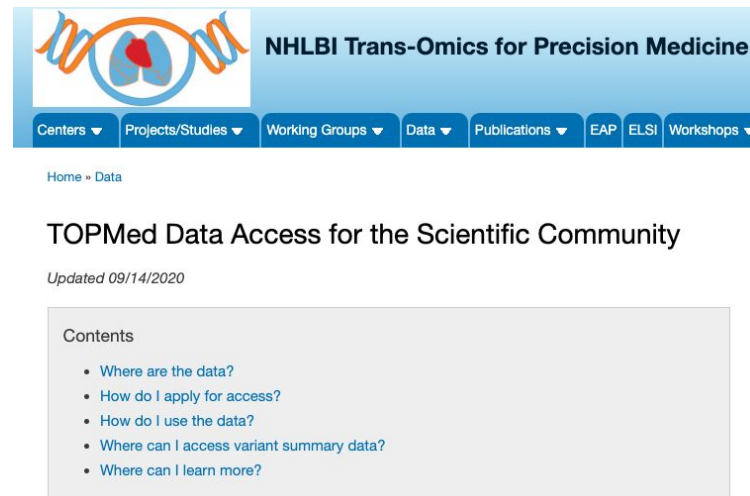 NHLBI Trans-Omics for Precision Medicine
Centers Projects/Studies Working Groups Data Publications EAP ELSI Workshops
Home » Data
TOPMed Data Access for the Scientific Community
Updated 09/14/2020
Contents
• Where are the data?
• How do I apply for access?
• How do I use the data?
• Where can I access variant summary data?
• Where can I learn more?